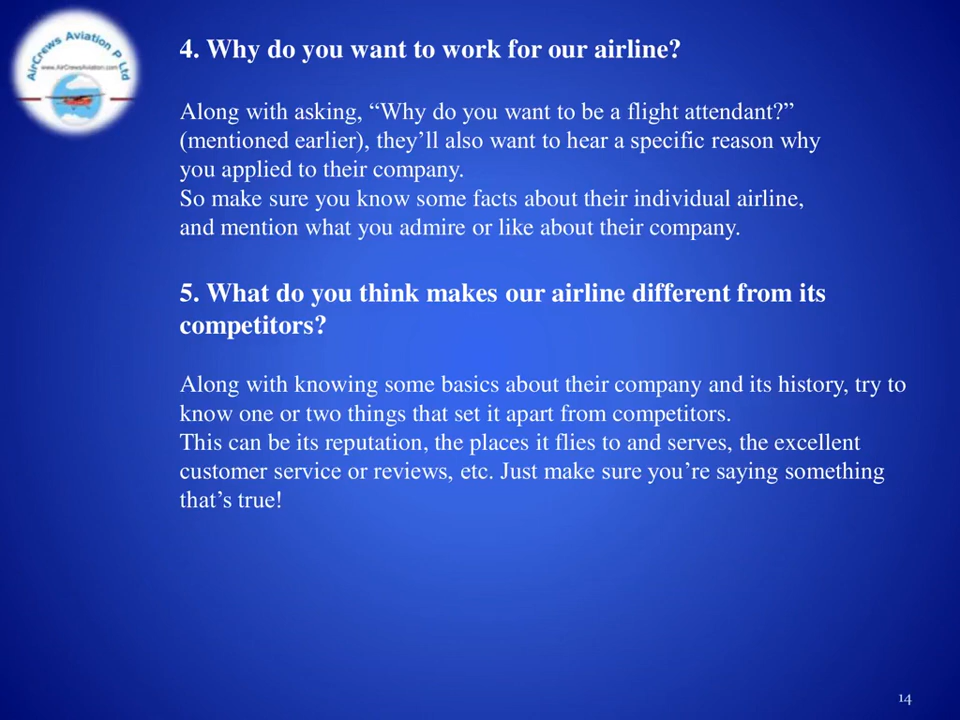 AirCrews Aviation P Ltd
www.AirCrewsAviation.com
4. Why do you want to work for our airline?
Along with asking, “Why do you want to be a flight attendant?”
(mentioned earlier), they’ll also want to hear a specific reason why
you applied to their company.
So make sure you know some facts about their individual airline,
and mention what you admire or like about their company.
5. What do you think makes our airline different from its
competitors?
Along with knowing some basics about their company and its history, try to
know one or two things that set it apart from competitors.
This can be its reputation, the places it flies to and serves, the excellent
customer service or reviews, etc. Just make sure you’re saying something
that’s true!
14